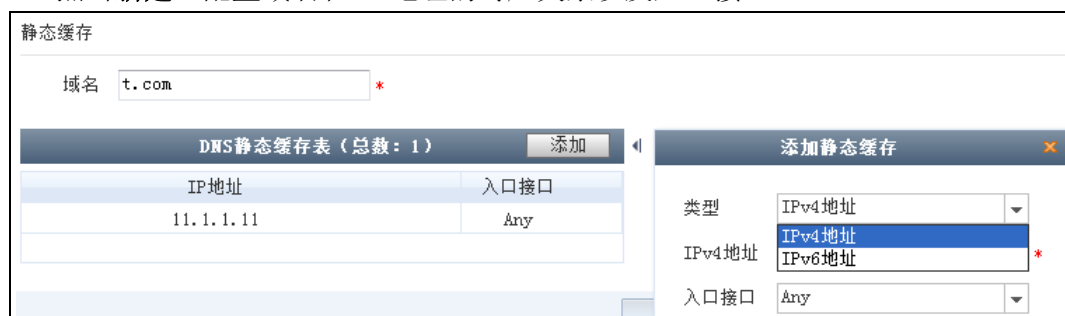 静态缓存
域名 t.com *
DNS静态缓存表（总数：1） 添加
IP地址 入口接口
11.1.1.11 Any
添加静态缓存 ×
类型 IPv4地址
IPv4地址
IPv4地址 IPv6地址 *
入口接口 Any